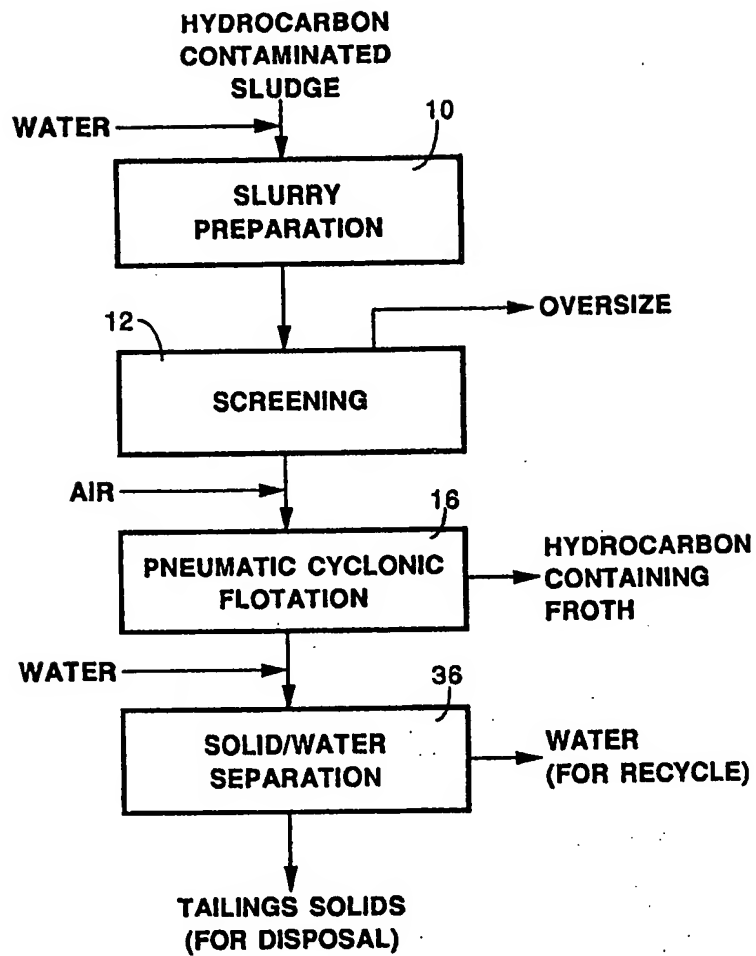 HYDROCARBON
CONTAMINATED
SLUDGE
WATER
10
SLURRY
PREPARATION
OVERSIZE
12
SCREENING
AIR
16
PNEUMATIC CYCLONIC
FLOTATION
HYDROCARBON
CONTAINING
FROTH
WATER
36
SOLID/WATER
SEPARATION
WATER
(FOR RECYCLE)
TAILINGS SOLIDS
(FOR DISPOSAL)